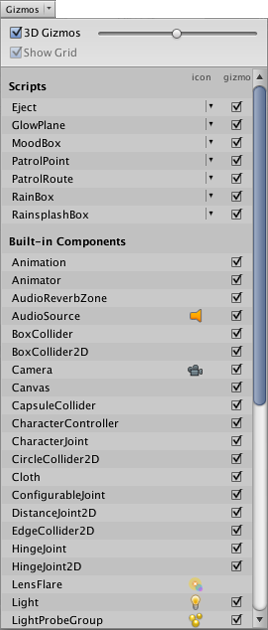 Gizmos
3D Gizmos
Show Grid
icon gizmo
Scripts
Eject
GlowPlane
MoodBox
PatrolPoint
PatrolRoute
RainBox
RainsplashBox
Built-in Components
Animation
Animator
AudioReverbZone
AudioSource
BoxCollider
BoxCollider2D
Camera
Canvas
CapsuleCollider
CharacterController
CharacterJoint
CircleCollider2D
Cloth
ConfigurableJoint
DistanceJoint2D
EdgeCollider2D
HingeJoint
HingeJoint2D
LensFlare
Light
LightProbeGroup